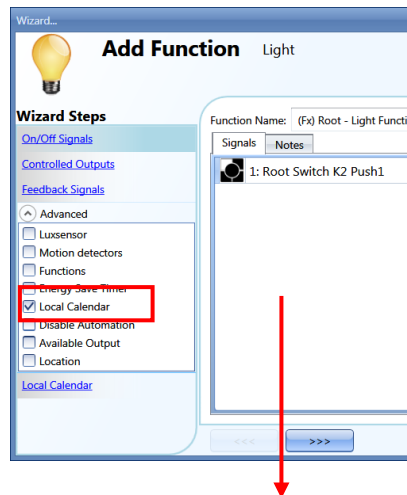 Wizard...
Add Function Light
Wizard Steps
On/Off Signals
Controlled Outputs
Feedback Signals
Advanced
Luxsensor
Motion detectors
Functions
Energy Save Timer
Local Calendar
Disable Automation
Available Output
Location
Local Calendar
Function Name: (Fx) Root - Light Functi
Signals Notes
1: Root Switch K2 Push1
<<< >>>